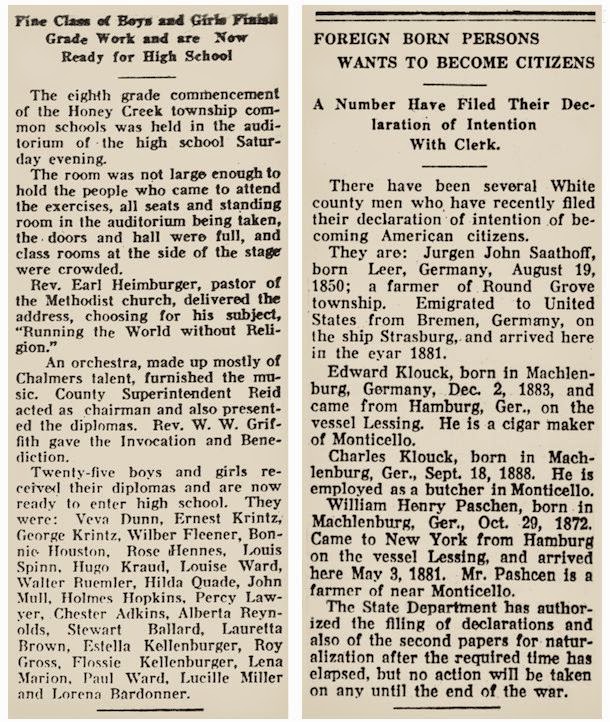 Fine Class of Boys and Girls Finish
Grade Work and are Now
Ready for High School
The eighth grade commencement
of the Honey Creek township com-
mon schools was held in the audi-
torium of the high school Satur-
day evening.
The room was not large enough to
hold the people who came to attend
the exercises, all seats and standing
room in the auditorium being taken,
the doors and hall were full, and
class rooms at the side of the stage
were crowded.
Rev. Earl Heimburger, pastor of
the Methodist church, delivered the
address, choosing for his subject,
"Running the World without Reli-
gion."
An orchestra, made up mostly of
Chalmers talent, furnished the mu-
sic. County Superintendent Reid
acted as chairman and also present-
ed the diplomas. Rev. W. W. Grif-
fith gave the Invocation and Bene-
diction.
Twenty-five boys and girls re-
ceived their diplomas and are now
ready to enter high school. They
were: Veva Dunn, Ernest Krintz,
George Krintz, Wilber Fleener, Bon-
nie Houston, Rose Hennes, Louis
Spinn, Hugo Kraud, Louise Ward,
Walter Ruemler, Hilda Quade, John
Mull, Holmes Hopkins, Percy Law-
yer, Chester Adkins, Alberta Reyn-
olds, Stewart Ballard, Lauretta
Brown, Estella Kellenburger, Roy
Gross, Flossie Kellenburger, Lena
Marion, Paul Ward, Lucille Miller
and Lorena Bardonner.
FOREIGN BORN PERSONS
WANTS TO BECOME CITIZENS
A Number Have Filed Their Dec-
laration of Intention
With Clerk.
There have been several White
county men who have recently filed
their declaration of intention of be-
coming American citizens.
They are: Jurgen John Saathoff,
born Leer, Germany, August 19,
1850; a farmer of Round Grove
township. Emigrated to United
States from Bremen, Germany, on
the ship Strasburg, and arrived here
in the eyar 1881.
Edward Klouck, born in Machlen-
burg, Germany, Dec. 2, 1883, and
came from Hamburg, Ger., on the
vessel Lessing. He is a cigar maker
of Monticello.
Charles Klouck, born in Mach-
lenburg, Ger., Sept. 18, 1888. He is
employed as a butcher in Monticello.
William Henry Paschen, born in
Machlenburg, Ger., Oct. 29, 1872.
Came to New York from Hamburg
on the vessel Lessing, and arrived
here May 3, 1881. Mr. Pashcen is a
farmer of near Monticello.
The State Department has author-
ized the filing of declarations and
also of the second papers for natur-
alization after the required time has
elapsed, but no action will be taken
on any until the end of the war.